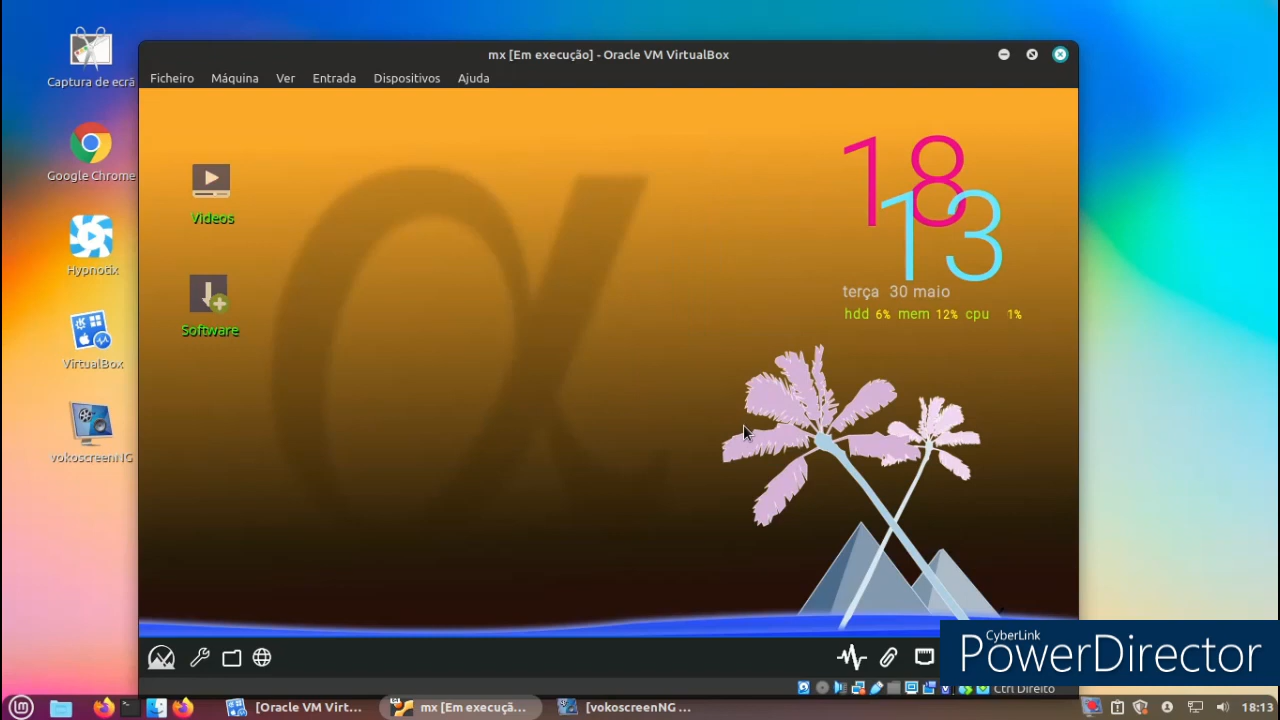 Captura de ecrã
Google Chrome
Hypnotix
VirtualBox
vokoscreenNG
mx [Em execução] - Oracle VM VirtualBox
Ficheiro Máquina Ver Entrada Dispositivos Ajuda
Videos
Software
18
13
terça 30 maio
hdd 6% mem 12% cpu 1%
α
CyberLink
PowerDirector
Ctrl Direito
[Oracle VM Virt...
mx [Em execuçã...
[vokoscreenNG ...
18:13